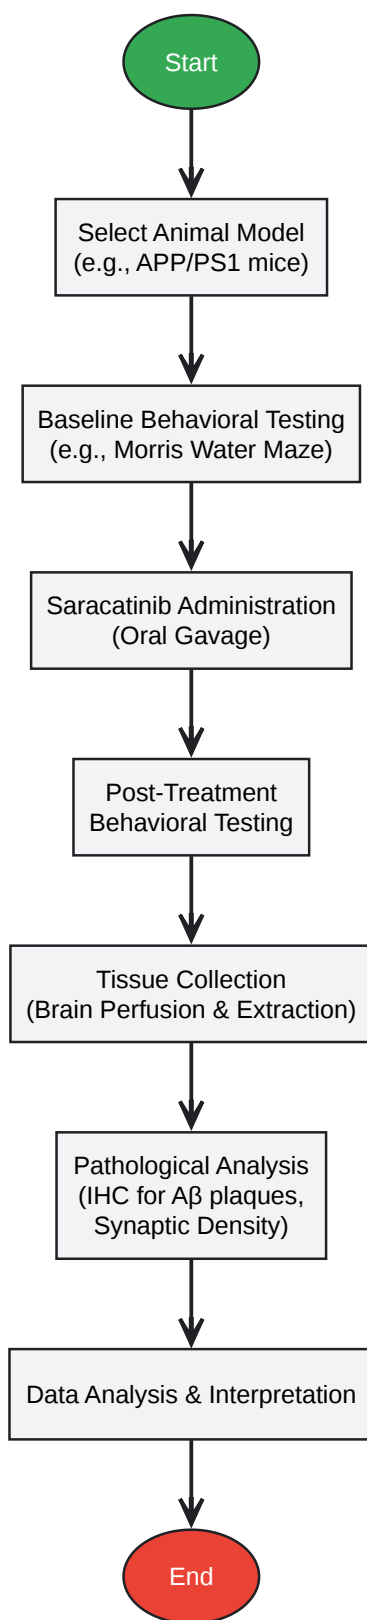 Start
Select Animal Model
(e.g., APP/PS1 mice)
Baseline Behavioral Testing
(e.g., Morris Water Maze)
Saracatinib Administration
(Oral Gavage)
Post-Treatment
Behavioral Testing
Tissue Collection
(Brain Perfusion & Extraction)
Pathological Analysis
(IHC for Aβ plaques,
Synaptic Density)
Data Analysis & Interpretation
End